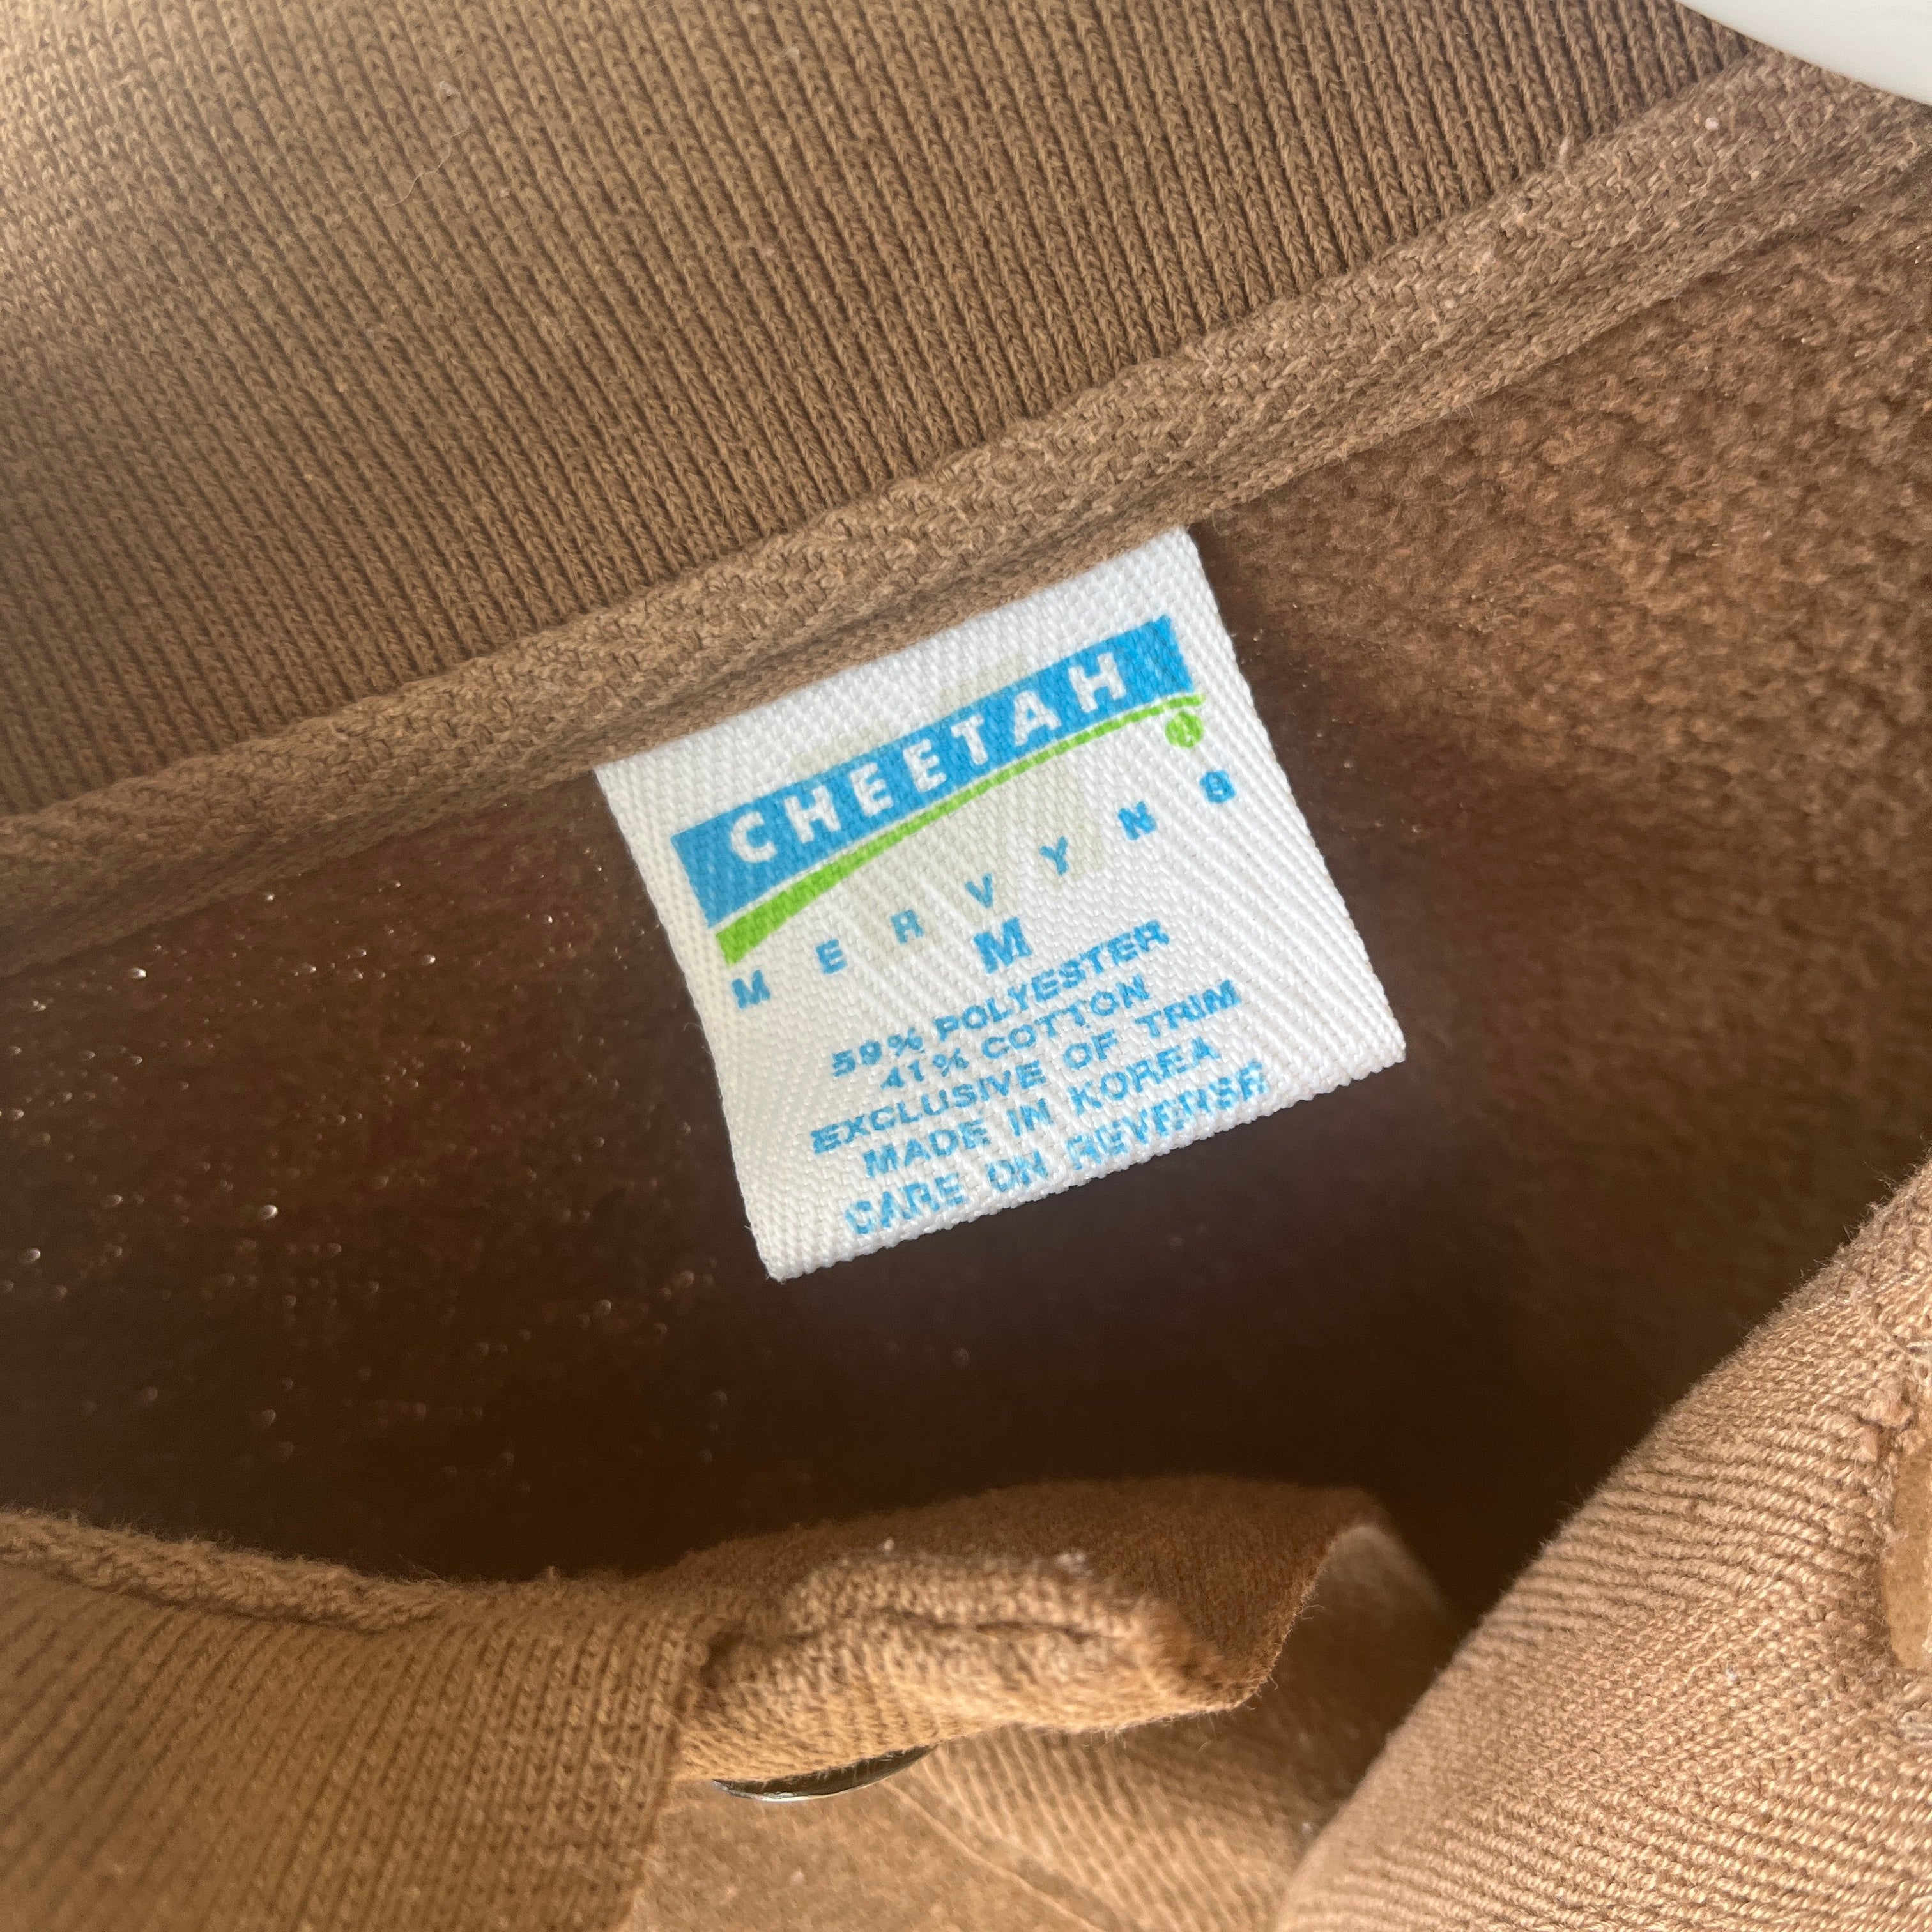 CHEETAH
®
MERVYNS
M
59% POLYESTER
41% COTTON
EXCLUSIVE OF TRIM
MADE IN KOREA
CARE ON REVERSE